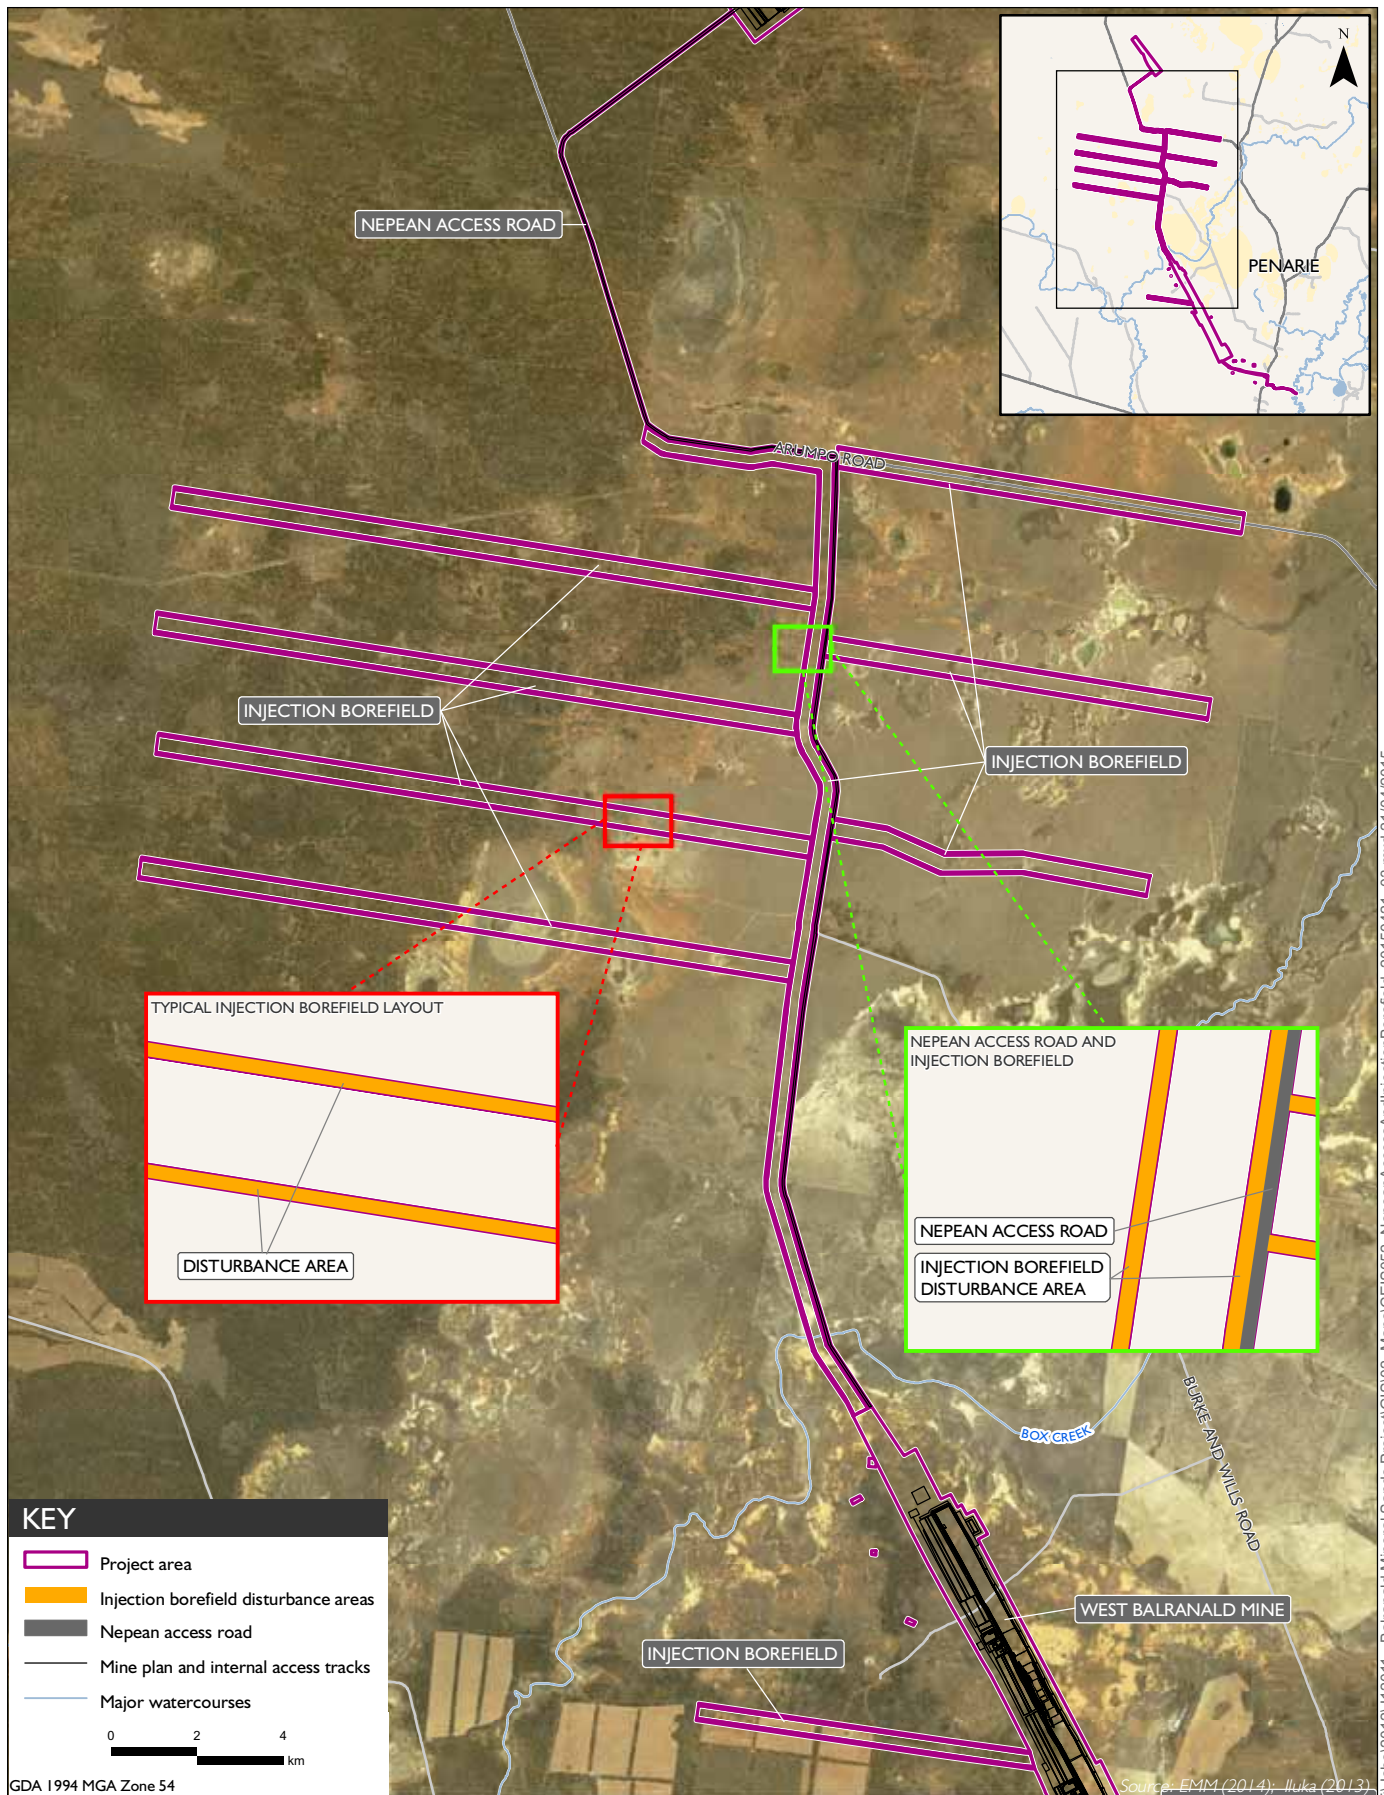 N
PENARIE
NEPEAN ACCESS ROAD
ARUMPO ROAD
INJECTION BOREFIELD
INJECTION BOREFIELD
TYPICAL INJECTION BOREFIELD LAYOUT
DISTURBANCE AREA
NEPEAN ACCESS ROAD AND
INJECTION BOREFIELD
NEPEAN ACCESS ROAD
INJECTION BOREFIELD
DISTURBANCE AREA
BOX CREEK
BURKE AND WILLS ROAD
WEST BALRANALD MINE
INJECTION BOREFIELD
KEY
Project area
Injection borefield disturbance areas
Nepean access road
Mine plan and internal access tracks
Major watercourses
0 2 4
km
GDA 1994 MGA Zone 54
Source: EMM (2014); Iluka (2013)